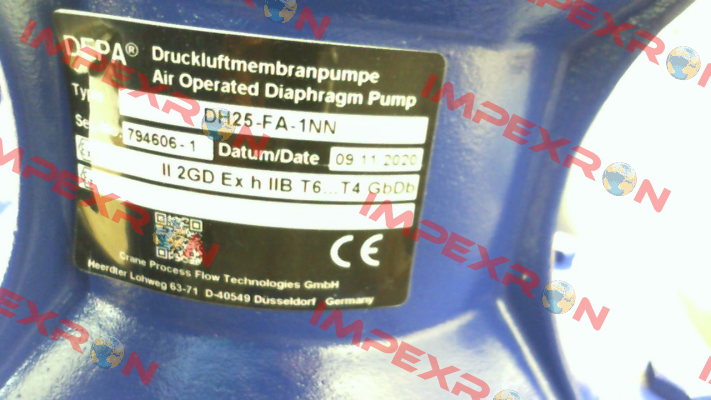 DEPA® Druckluftmembranpumpe
Air Operated Diaphragm Pump
Type DH25-FA-1NN
794606-1 Datum/Date 09.11.2020
II 2GD Ex h IIB T6...T4 GbDb
CE
Crane Process Flow Technologies GmbH
Heerdter Lohweg 63-71 D-40549 Düsseldorf Germany
IMPEXRON
IMPEXRON
IMPEXRON
IMPEXRON
IMPEXRON
IMPEXRON